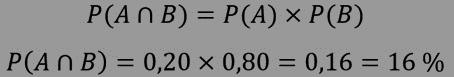 P(A ∩ B) = P(A) × P(B)
P(A ∩ B) = 0,20 × 0,80 = 0,16 = 16 %